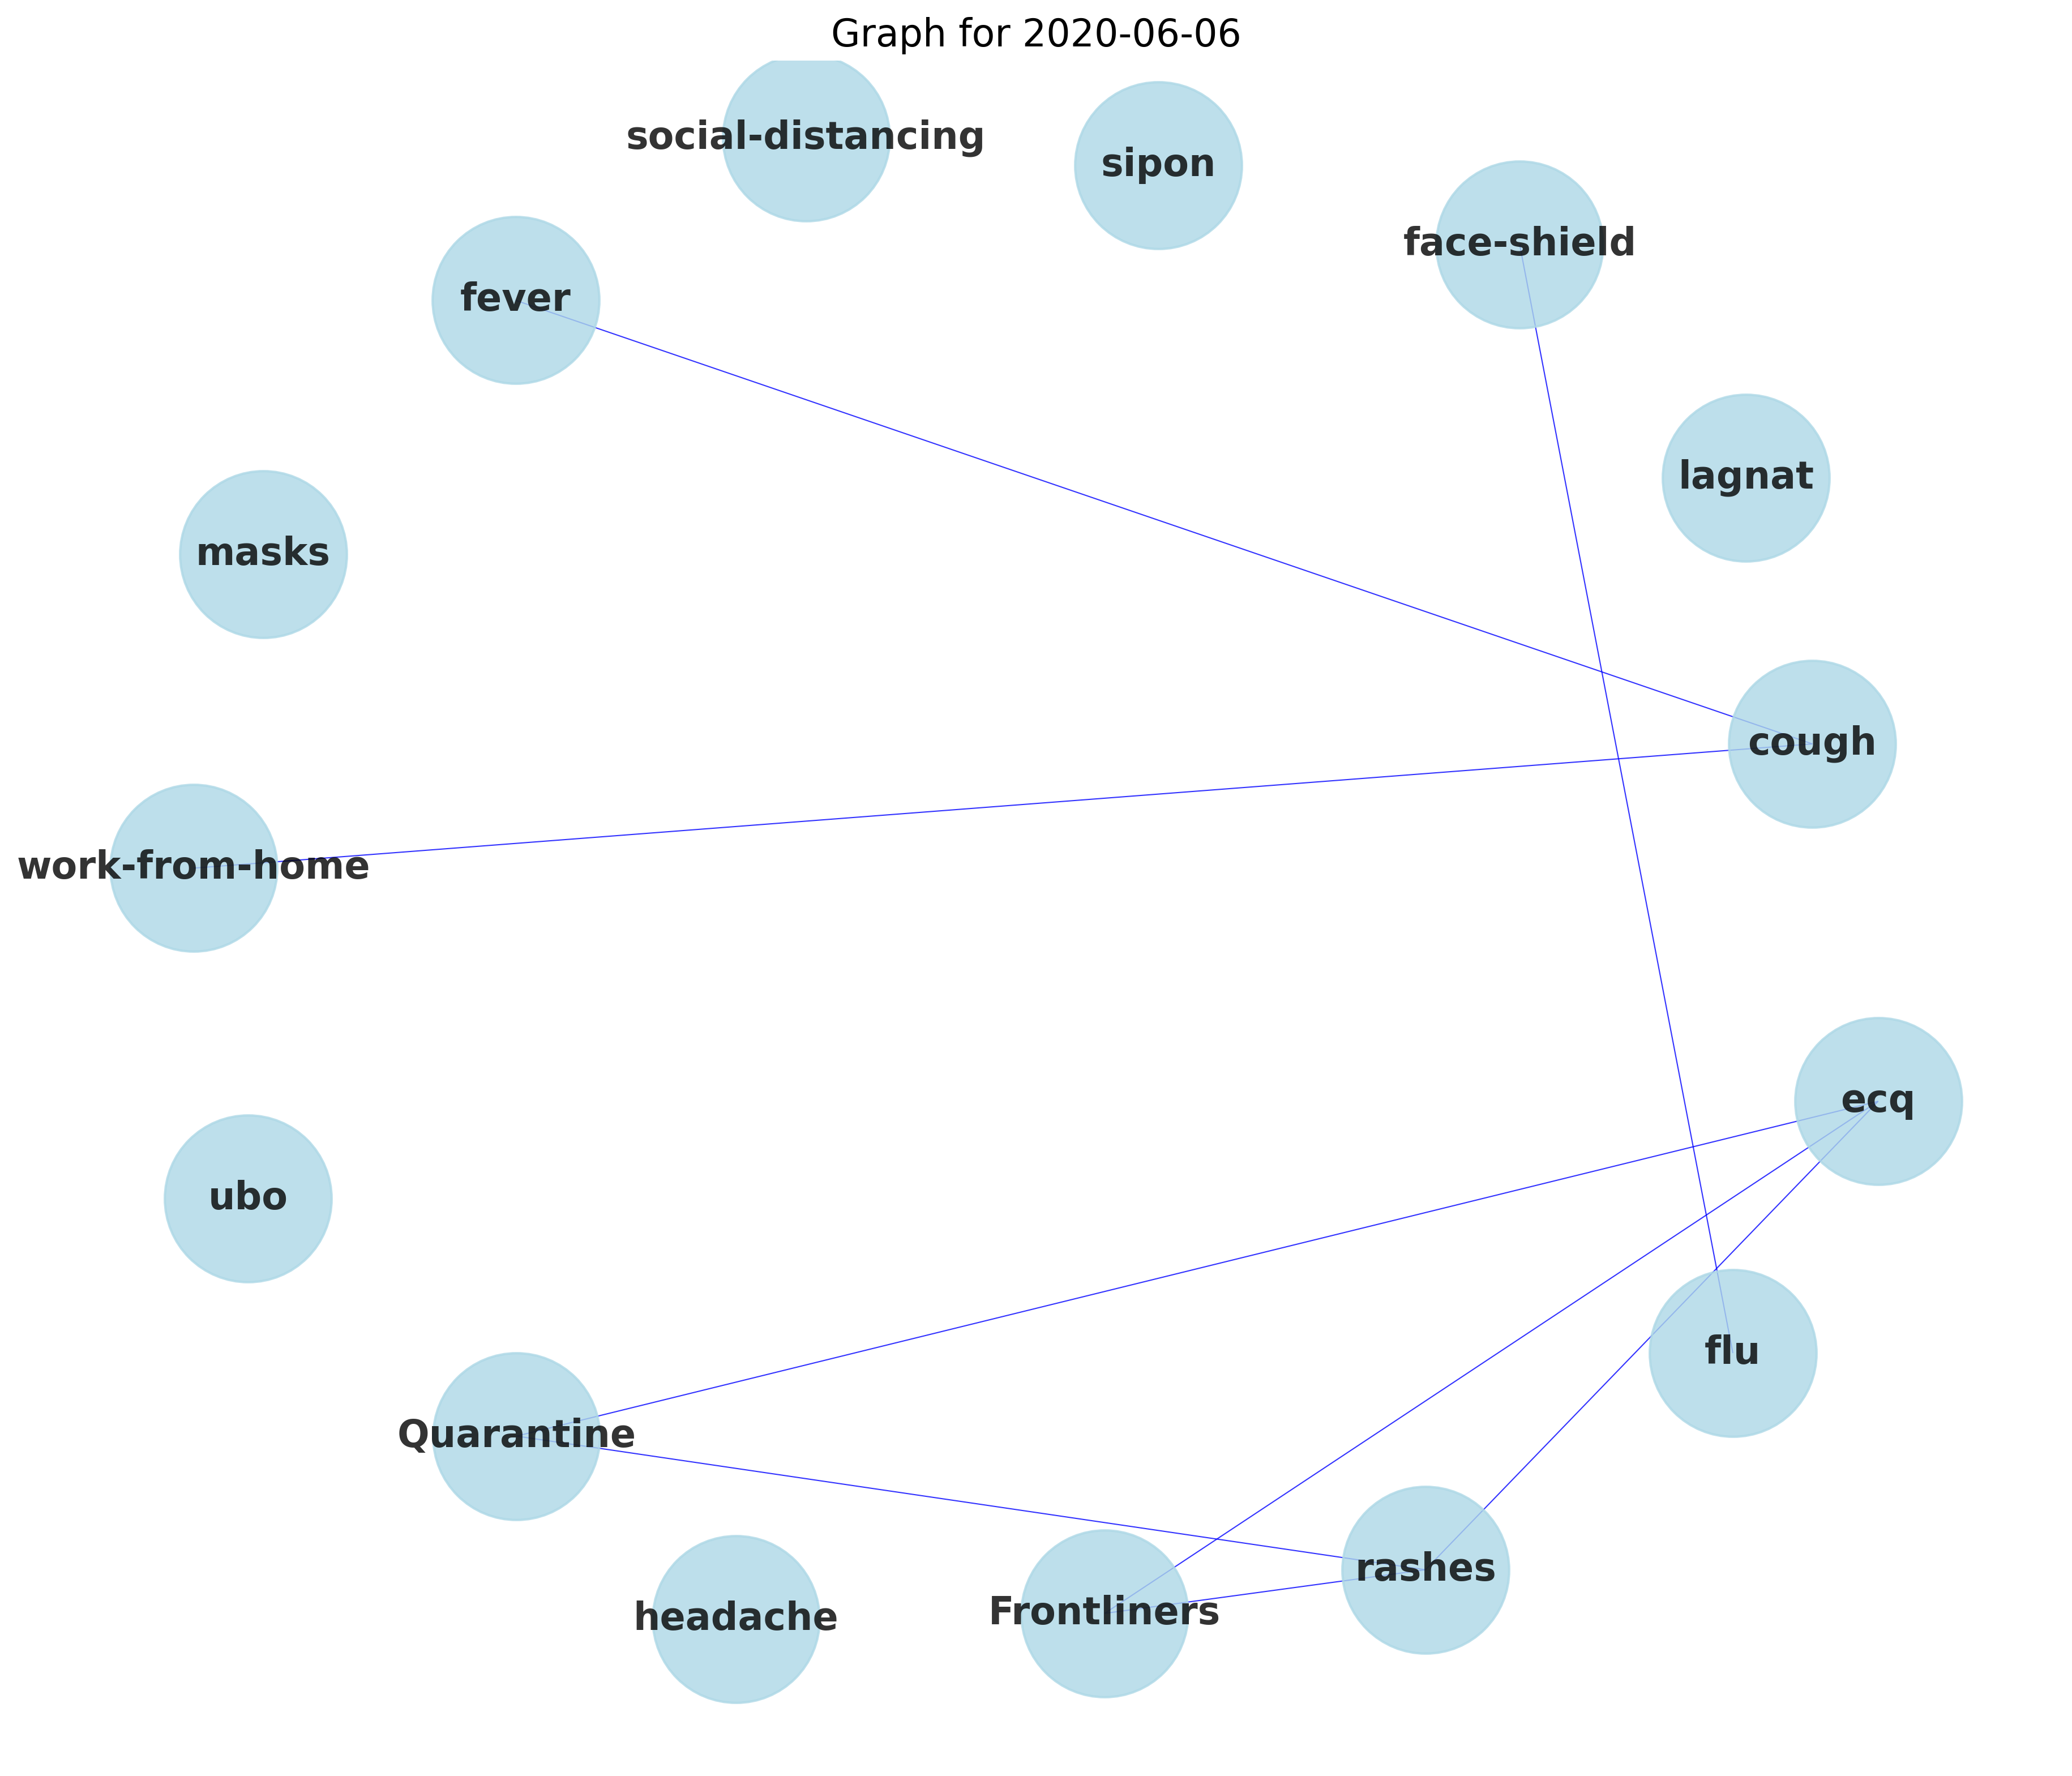 Graph for 2020-06-06
social-distancing
sipon
face-shield
fever
lagnat
masks
cough
work-from-home
ecq
ubo
flu
Quarantine
rashes
Frontliners
headache